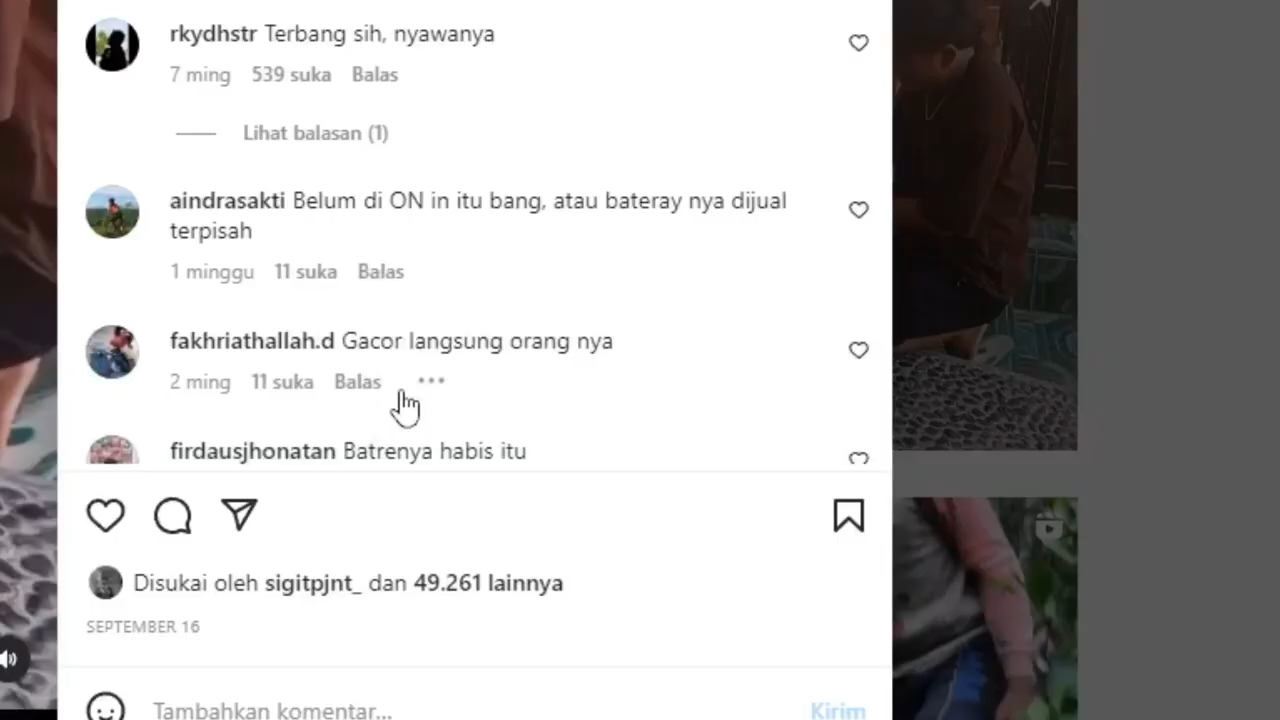 rkydhstr Terbang sih, nyawanya
7 ming 539 suka Balas
Lihat balasan (1)
aindrasakti Belum di ON in itu bang, atau bateray nya dijual
terpisah
1 minggu 11 suka Balas
fakhriathallah.d Gacor langsung orang nya
2 ming 11 suka Balas
firdausjhonatan Batrenya habis itu
Disukai oleh sigitpjnt_ dan 49.261 lainnya
SEPTEMBER 16
Tambahkan komentar... Kirim